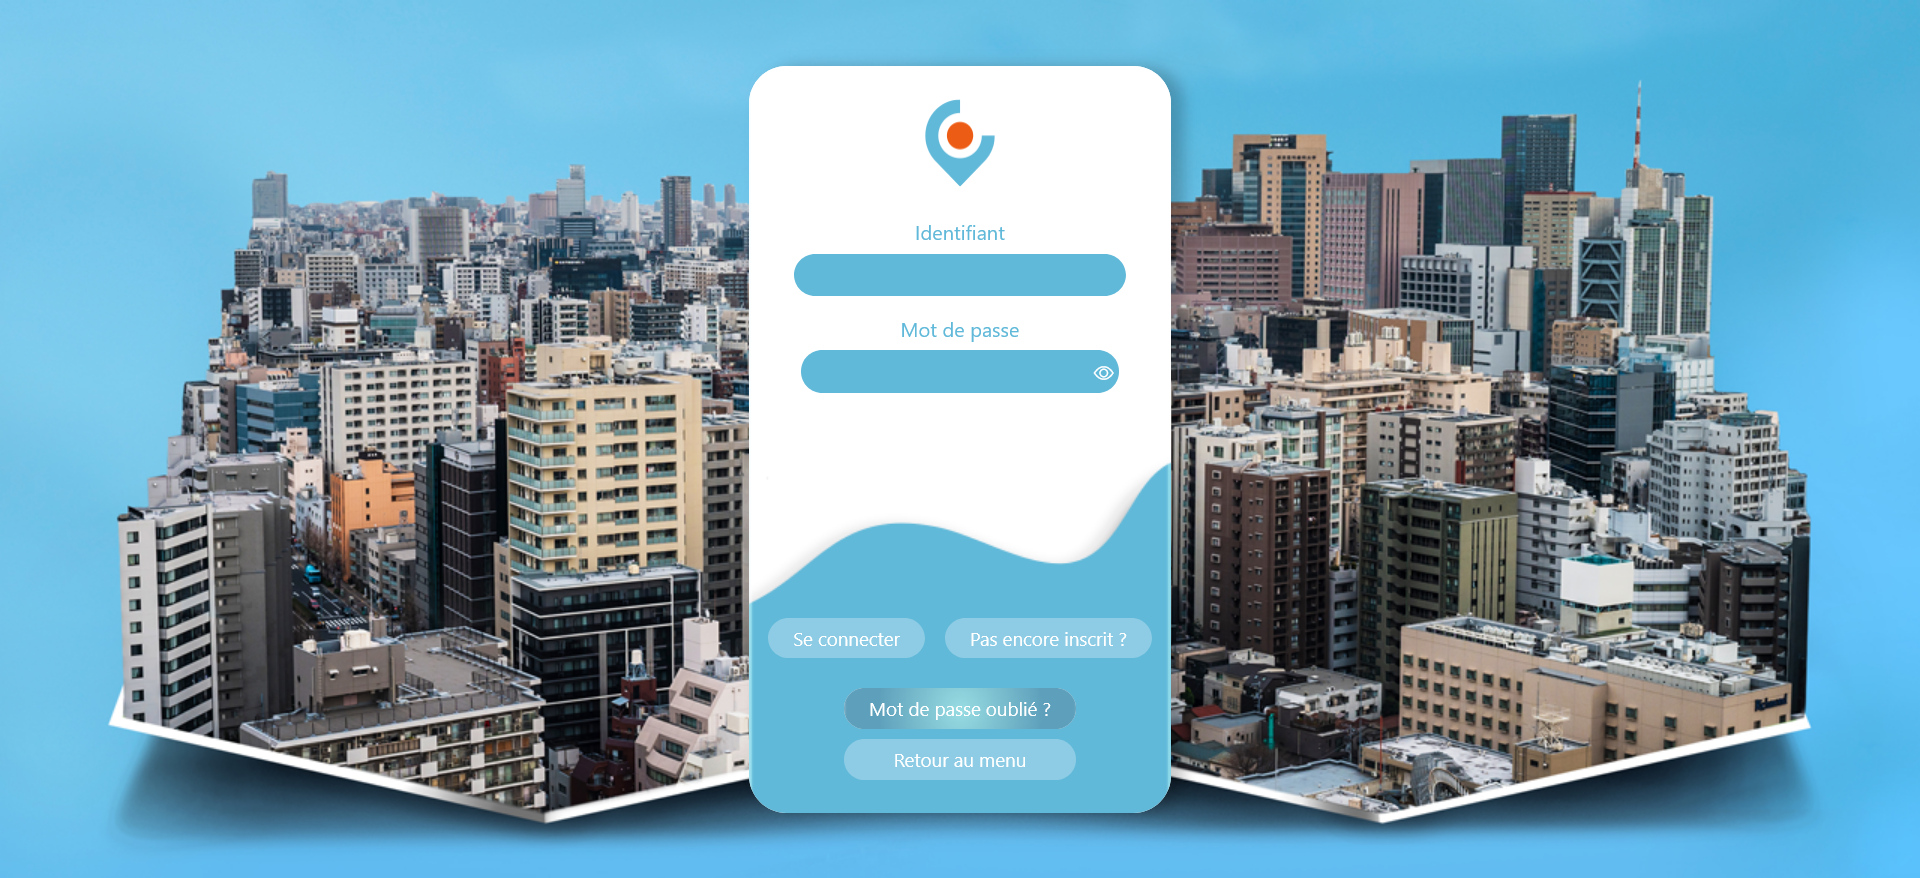 Identifiant
Mot de passe
Se connecter
Pas encore inscrit ?
Mot de passe oublié ?
Retour au menu